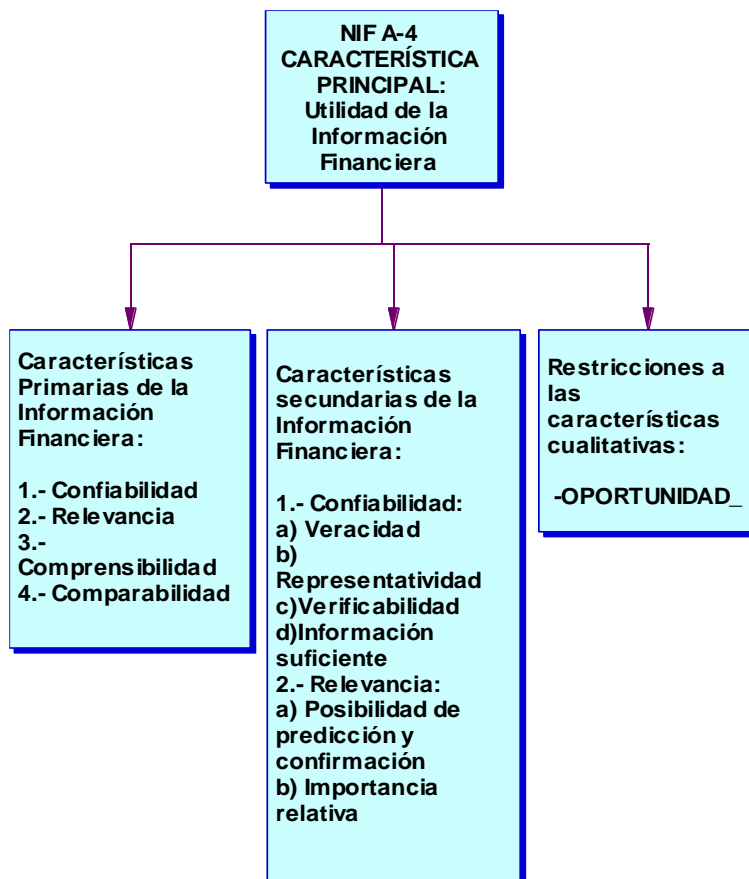 NIF A-4
CARACTERÍSTICA
PRINCIPAL:
Utilidad de la
Información
Financiera
Características
Primarias de la
Información
Financiera:
1.- Confiabilidad
2.- Relevancia
3.-
Comprensibilidad
4.- Comparabilidad
Características
secundarias de la
Información
Financiera:
1.- Confiabilidad:
a) Veracidad
b)
Representatividad
c)Verificabilidad
d)Información
suficiente
2.- Relevancia:
a) Posibilidad de
predicción y
confirmación
b) Importancia
relativa
Restricciones a
las
características
cualitativas:
-OPORTUNIDAD_